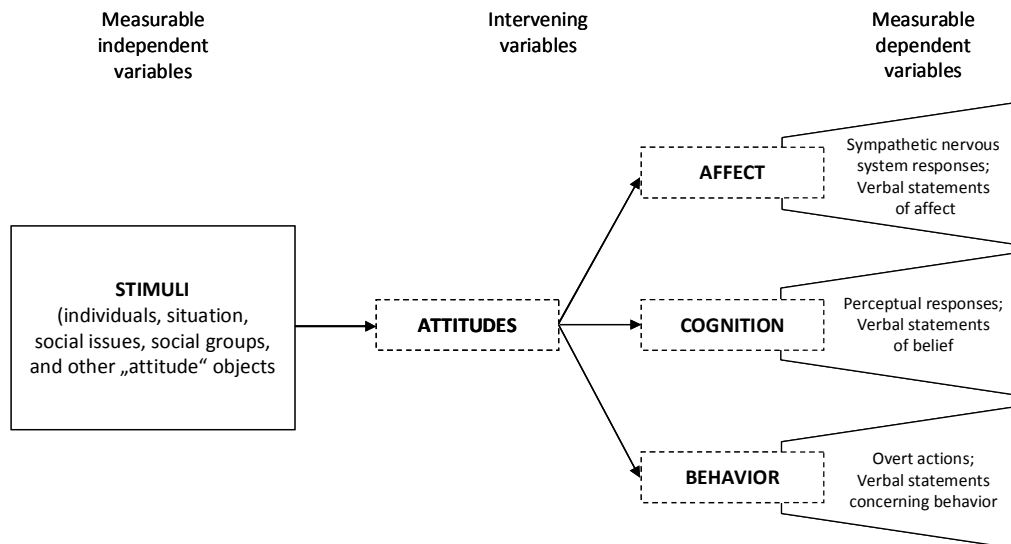 Measurable
independent
variables
Intervening
variables
Measurable
dependent
variables
STIMULI
(individuals, situation,
social issues, social groups,
and other „attitude“ objects
ATTITUDES
AFFECT
Sympathetic nervous
system responses;
Verbal statements
of affect
COGNITION
Perceptual responses;
Verbal statements
of belief
BEHAVIOR
Overt actions;
Verbal statements
concerning behavior